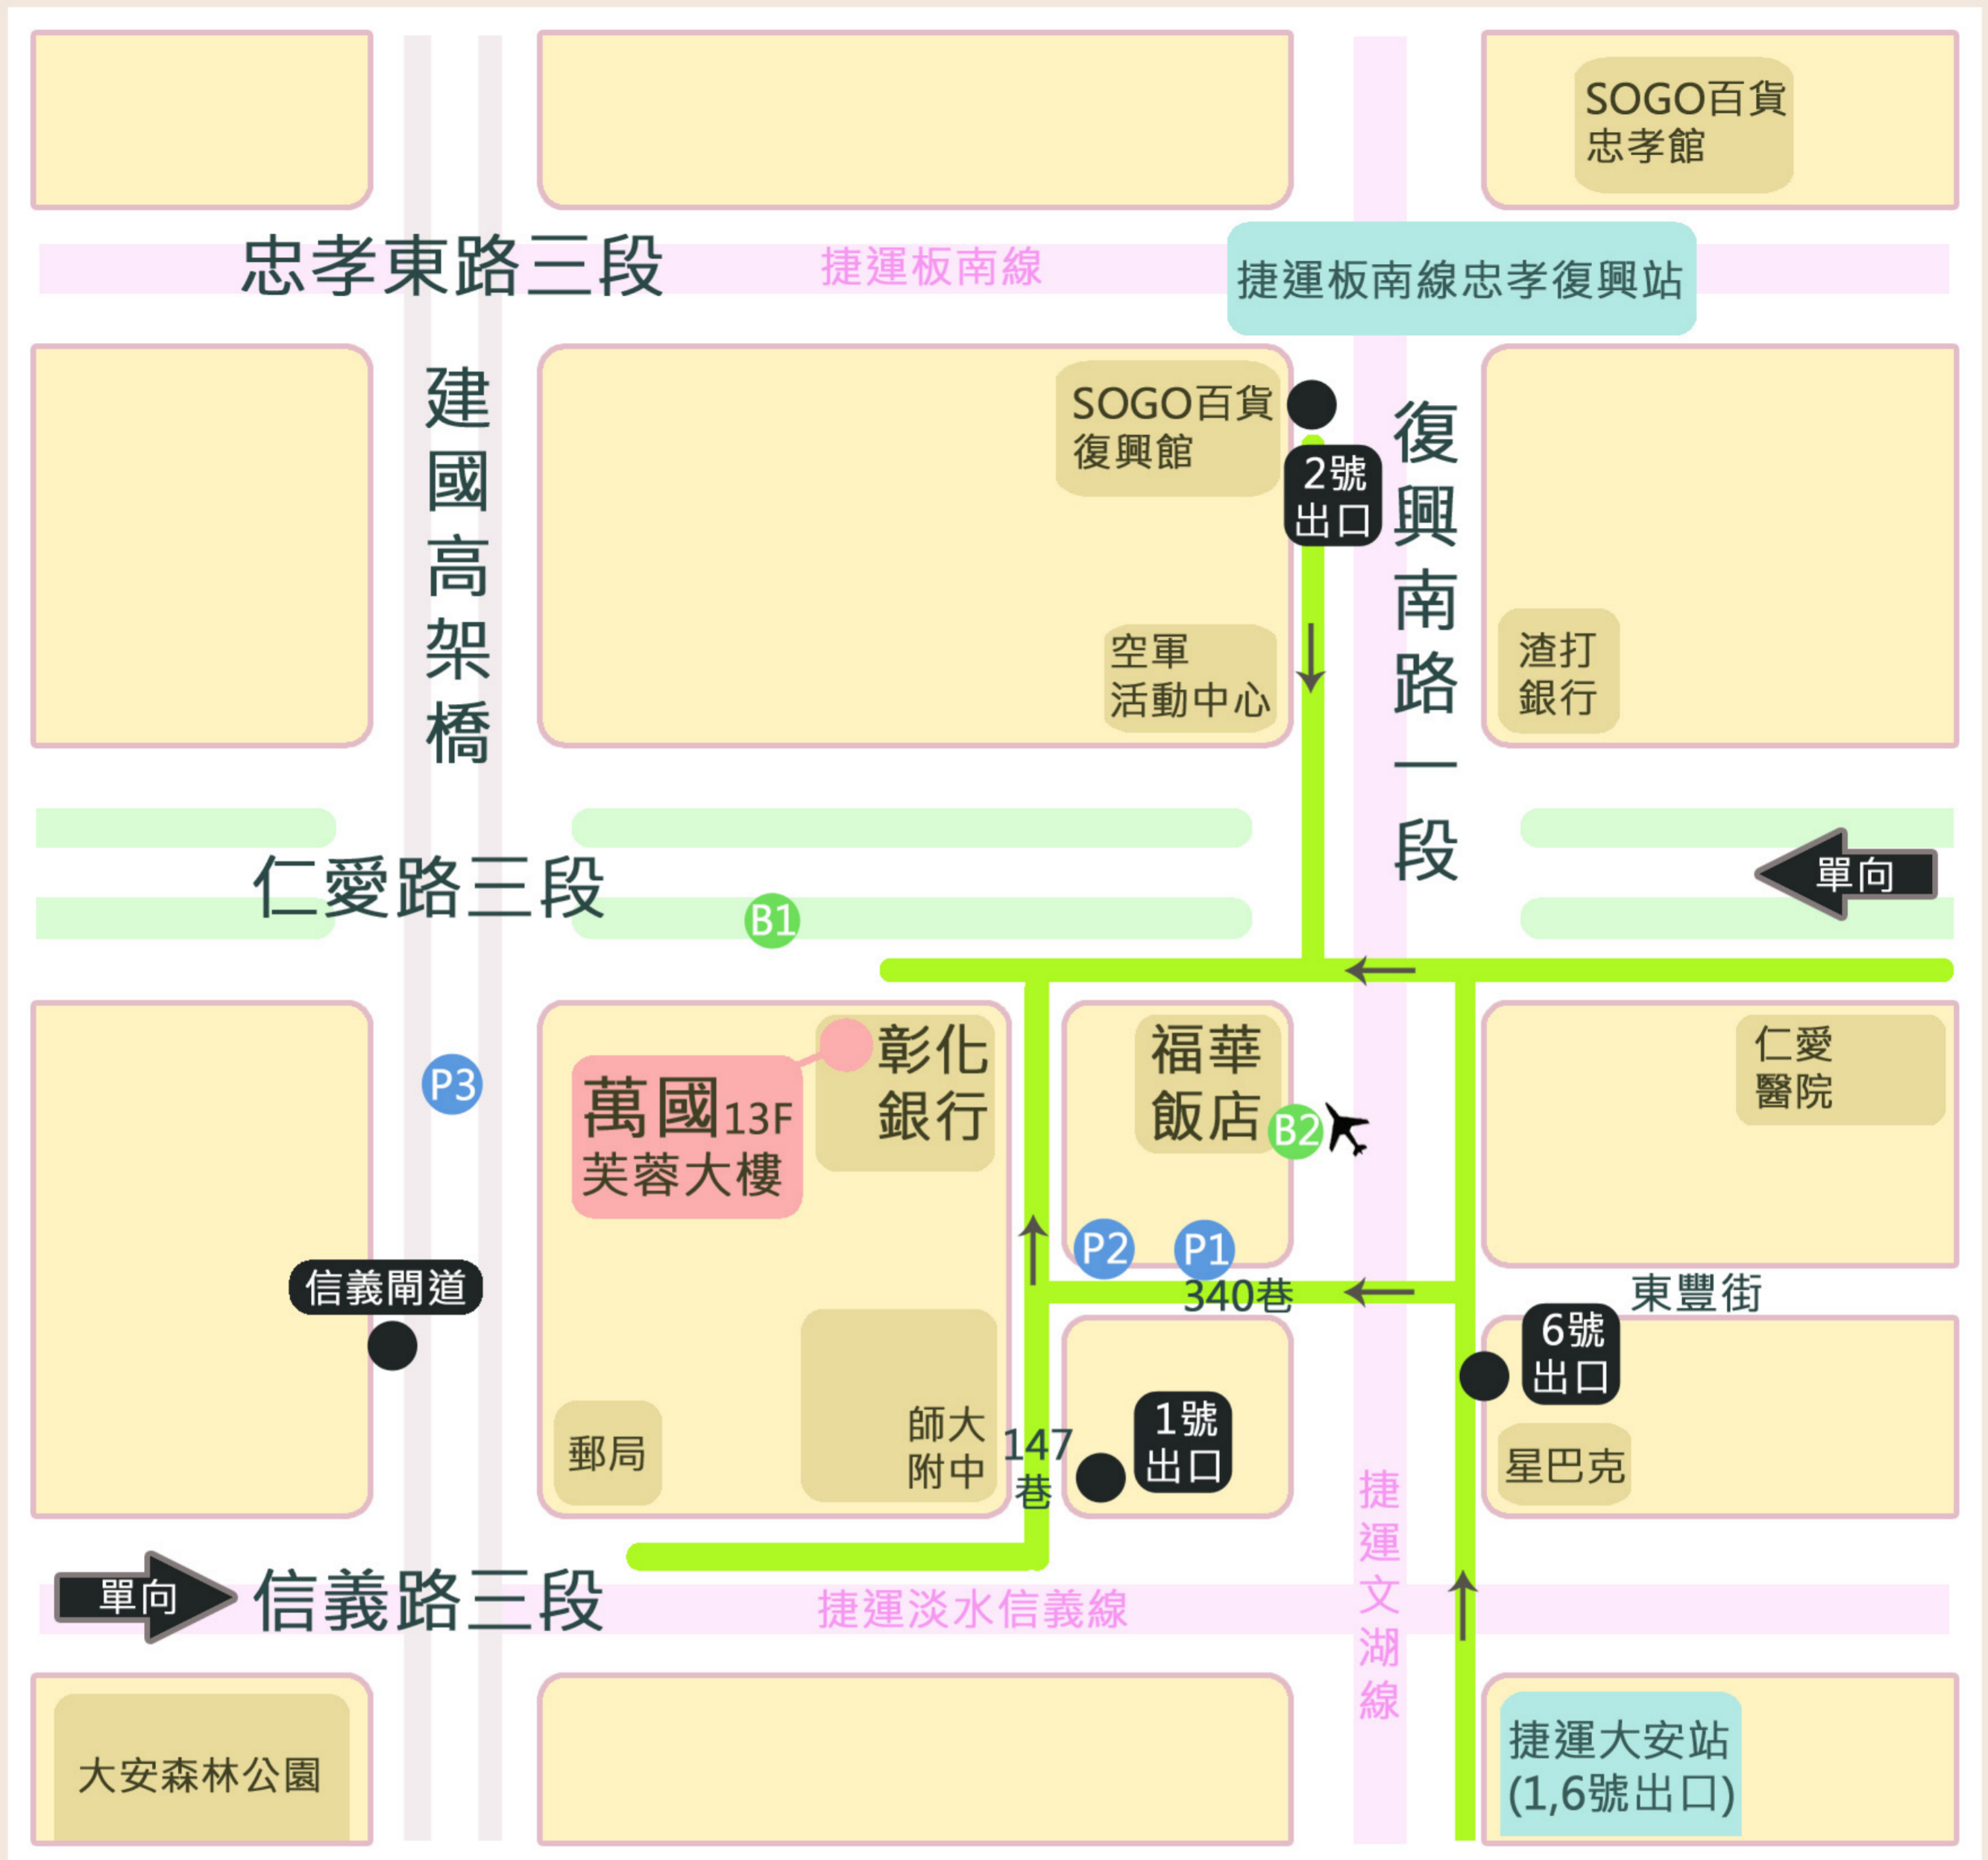 SOGO百貨
忠孝館
忠孝東路三段
捷運板南線
捷運板南線忠孝復興站
建國高架橋
SOGO百貨
復興館
2號
出口
復興南路一段
空軍
活動中心
渣打
銀行
仁愛路三段
單向
B1
彰化
銀行
福華
飯店
仁愛
醫院
P3
萬國13F
芙蓉大樓
B2
P2
P1
信義閘道
340巷
東豐街
6號
出口
郵局
師大
附中
147
巷
1號
出口
星巴克
單向
信義路三段
捷運淡水信義線
捷運文湖線
大安森林公園
捷運大安站
(1,6號出口)